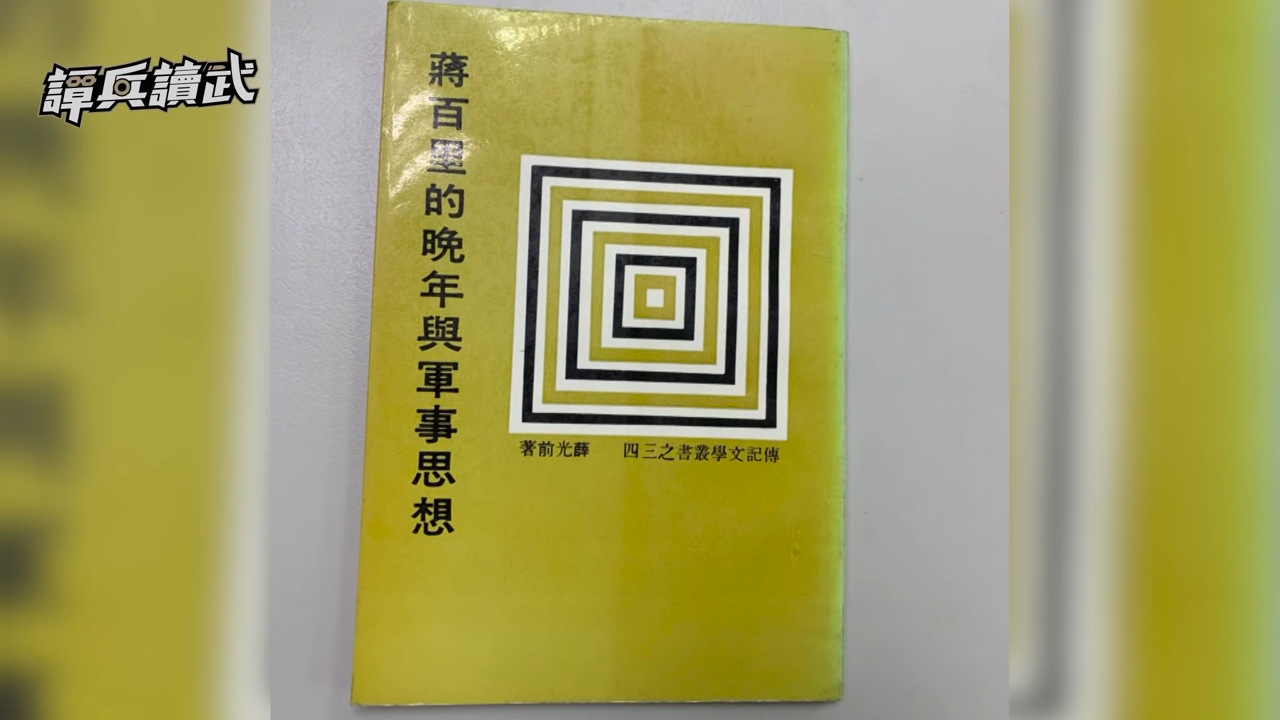 譚兵讀武
蔣百里的晚年與軍事思想
傳記文學叢書之三四 薛光前著